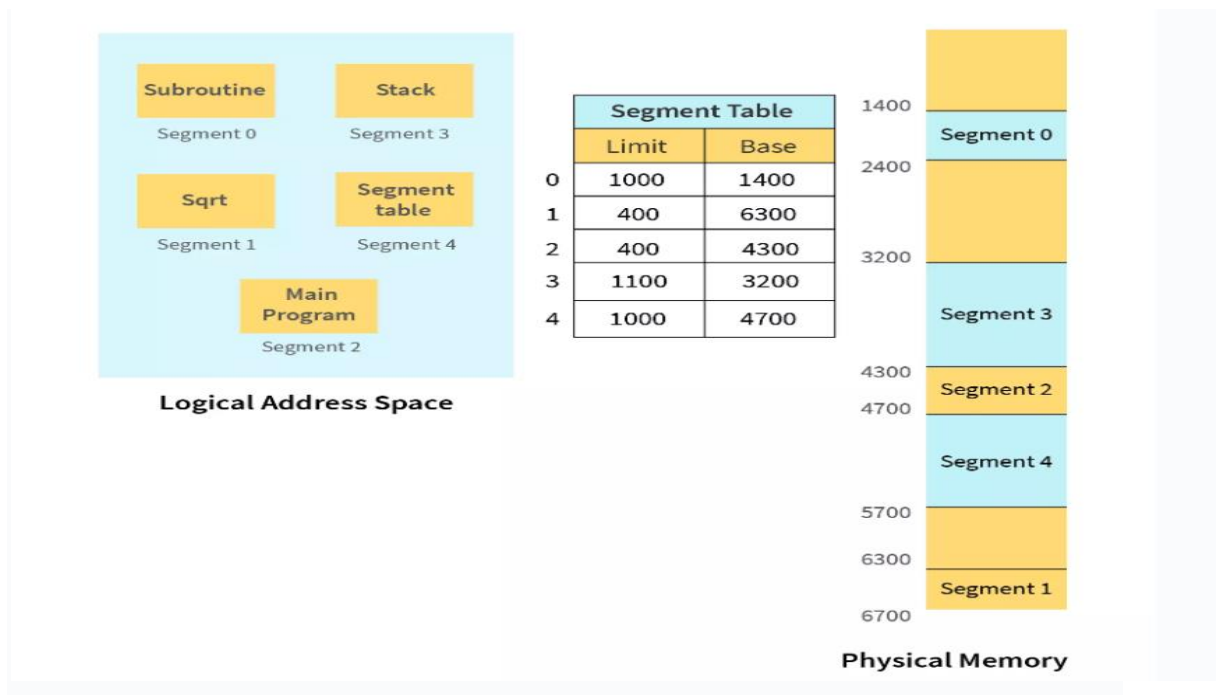 Subroutine
Segment 0
Stack
Segment 3
Sqrt
Segment 1
Segment
table
Segment 4
Main
Program
Segment 2
Logical Address Space
Segment Table
Limit Base
0 1000 1400
1 400 6300
2 400 4300
3 1100 3200
4 1000 4700
1400
Segment 0
2400
3200
Segment 3
4300
Segment 2
4700
Segment 4
5700
6300
Segment 1
6700
Physical Memory